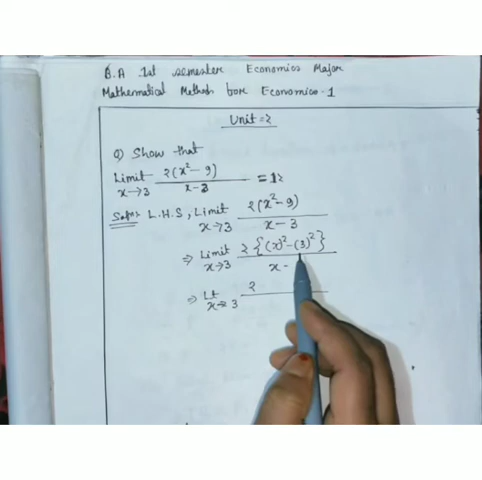 B.A 1st semester Economics Major
Mathematical Methods for Economics-1
Unit=2
Q) Show that
Limit x→3 2(x²-9)/x-3 = 12
Soln: L.H.S, Limit x→3 2(x²-9)/x-3
⇒ Limit x→3 2{(x)²-(3)²}/x-
⇒ Lt x→3 2